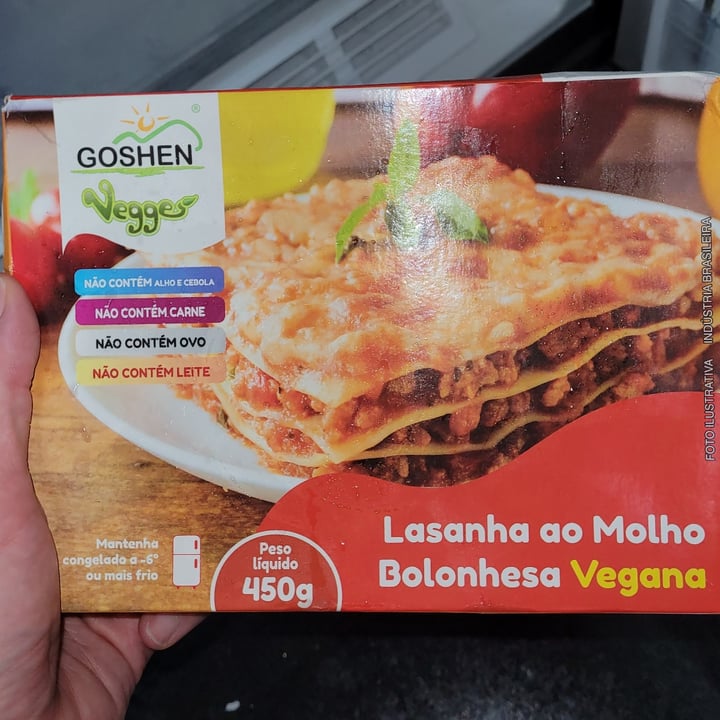 GOSHEN®
Vegges
NÃO CONTÉM ALHO E CEBOLA
NÃO CONTÉM CARNE
NÃO CONTÉM OVO
NÃO CONTÉM LEITE
Mantenha
congelado a -6°
ou mais frio
Peso
líquido
450g
Lasanha ao Molho
Bolonhesa Vegana
FOTO ILUSTRATIVA INDÚSTRIA BRASILEIRA